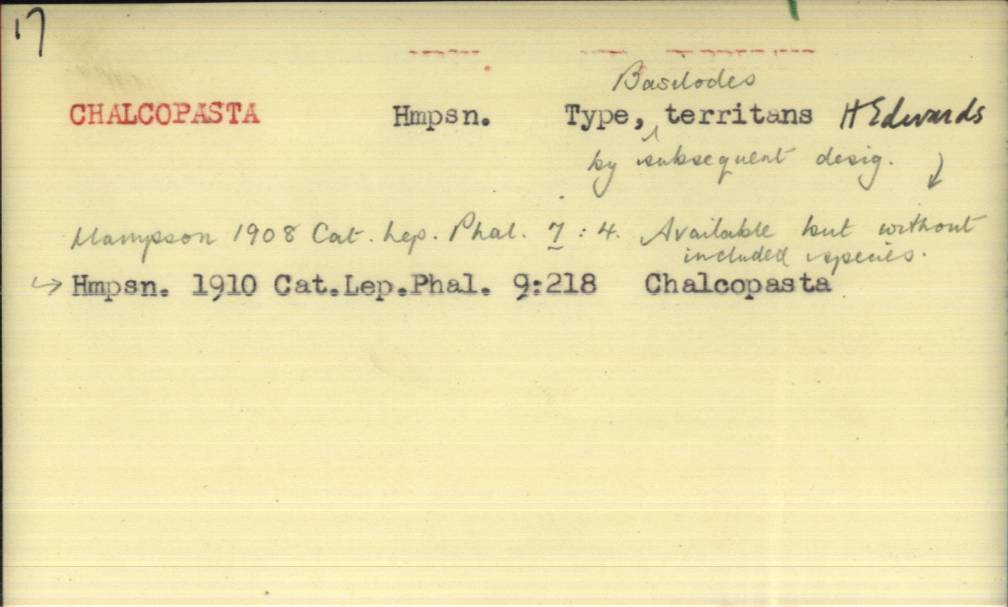 17
Basilodes
CHALCOPASTA Hmpsn. Type, territans H Edwards
by subsequent desig.
Hampson 1908 Cat. Lep. Phal. 7 : 4. Available but without
included species.
Hmpsn. 1910 Cat.Lep.Phal. 9:218 Chalcopasta